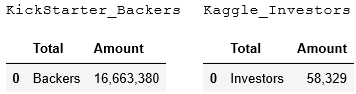 KickStarter_Backers Kaggle_Investors
Total Amount Total Amount
0 Backers 16,663,380 0 Investors 58,329